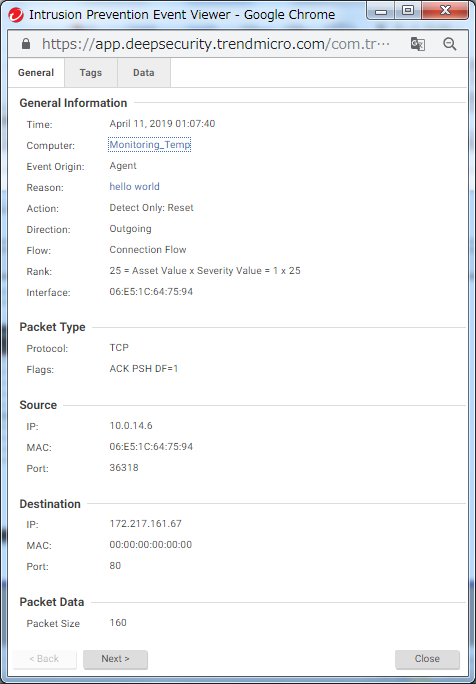 Intrusion Prevention Event Viewer - Google Chrome
https://app.deepsecurity.trendmicro.com/com.tr···
General Tags Data
General Information
Time: April 11, 2019 01:07:40
Computer: Monitoring_Temp
Event Origin: Agent
Reason: hello world
Action: Detect Only: Reset
Direction: Outgoing
Flow: Connection Flow
Rank: 25 = Asset Value x Severity Value = 1 x 25
Interface: 06:E5:1C:64:75:94
Packet Type
Protocol: TCP
Flags: ACK PSH DF=1
Source
IP: 10.0.14.6
MAC: 06:E5:1C:64:75:94
Port: 36318
Destination
IP: 172.217.161.67
MAC: 00:00:00:00:00:00
Port: 80
Packet Data
Packet Size 160
< Back Next > Close